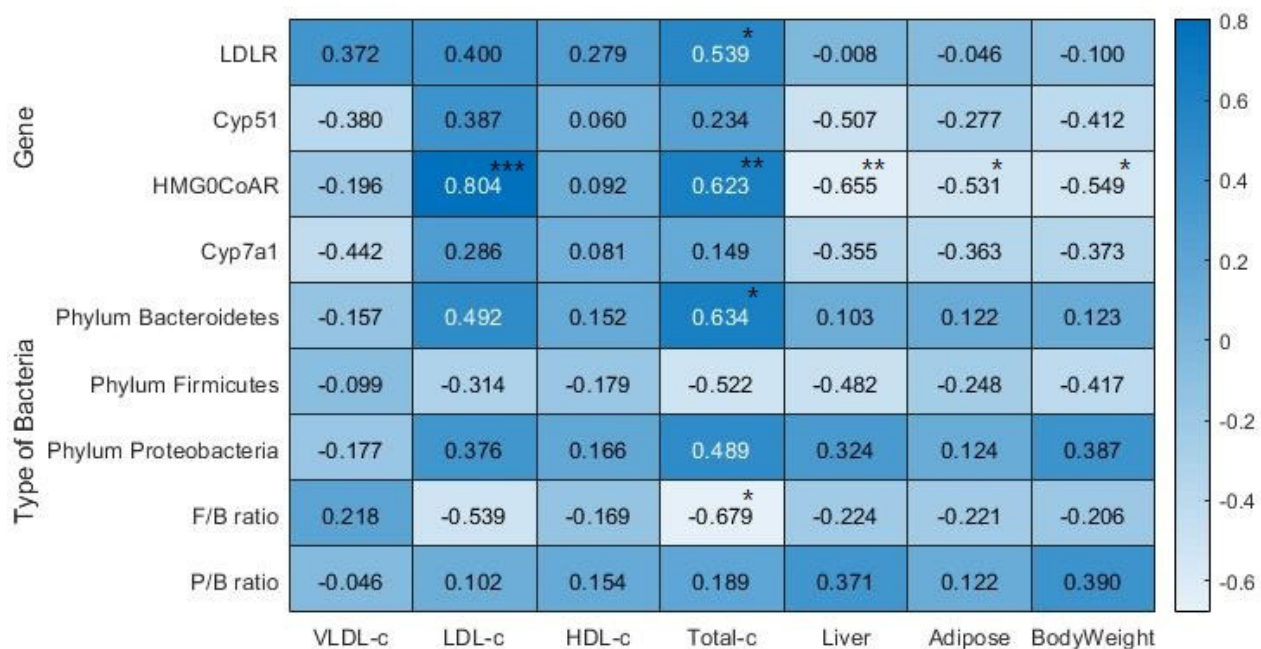 Gene
Type of Bacteria
LDLR 0.372 0.400 0.279 0.539* -0.008 -0.046 -0.100
Cyp51 -0.380 0.387 0.060 0.234 -0.507 -0.277 -0.412
HMG0CoAR -0.196 0.804*** 0.092 0.623** -0.655** -0.531* -0.549*
Cyp7a1 -0.442 0.286 0.081 0.149 -0.355 -0.363 -0.373
Phylum Bacteroidetes -0.157 0.492 0.152 0.634* 0.103 0.122 0.123
Phylum Firmicutes -0.099 -0.314 -0.179 -0.522 -0.482 -0.248 -0.417
Phylum Proteobacteria -0.177 0.376 0.166 0.489 0.324 0.124 0.387
F/B ratio 0.218 -0.539 -0.169 -0.679* -0.224 -0.221 -0.206
P/B ratio -0.046 0.102 0.154 0.189 0.371 0.122 0.390
VLDL-c LDL-c HDL-c Total-c Liver Adipose BodyWeight
0.8
0.6
0.4
0.2
0
-0.2
-0.4
-0.6